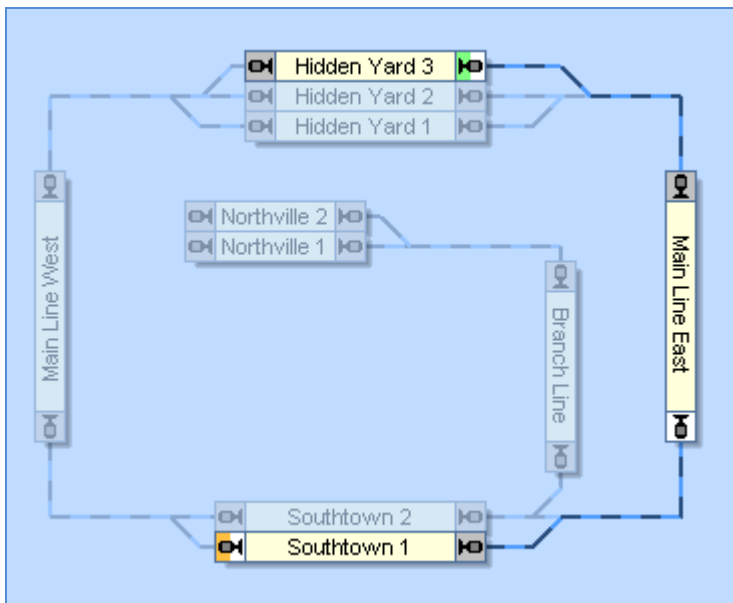 Hidden Yard 3
Hidden Yard 2
Hidden Yard 1
Northville 2
Northville 1
Main Line West
Main Line East
Branch Line
Southtown 2
Southtown 1